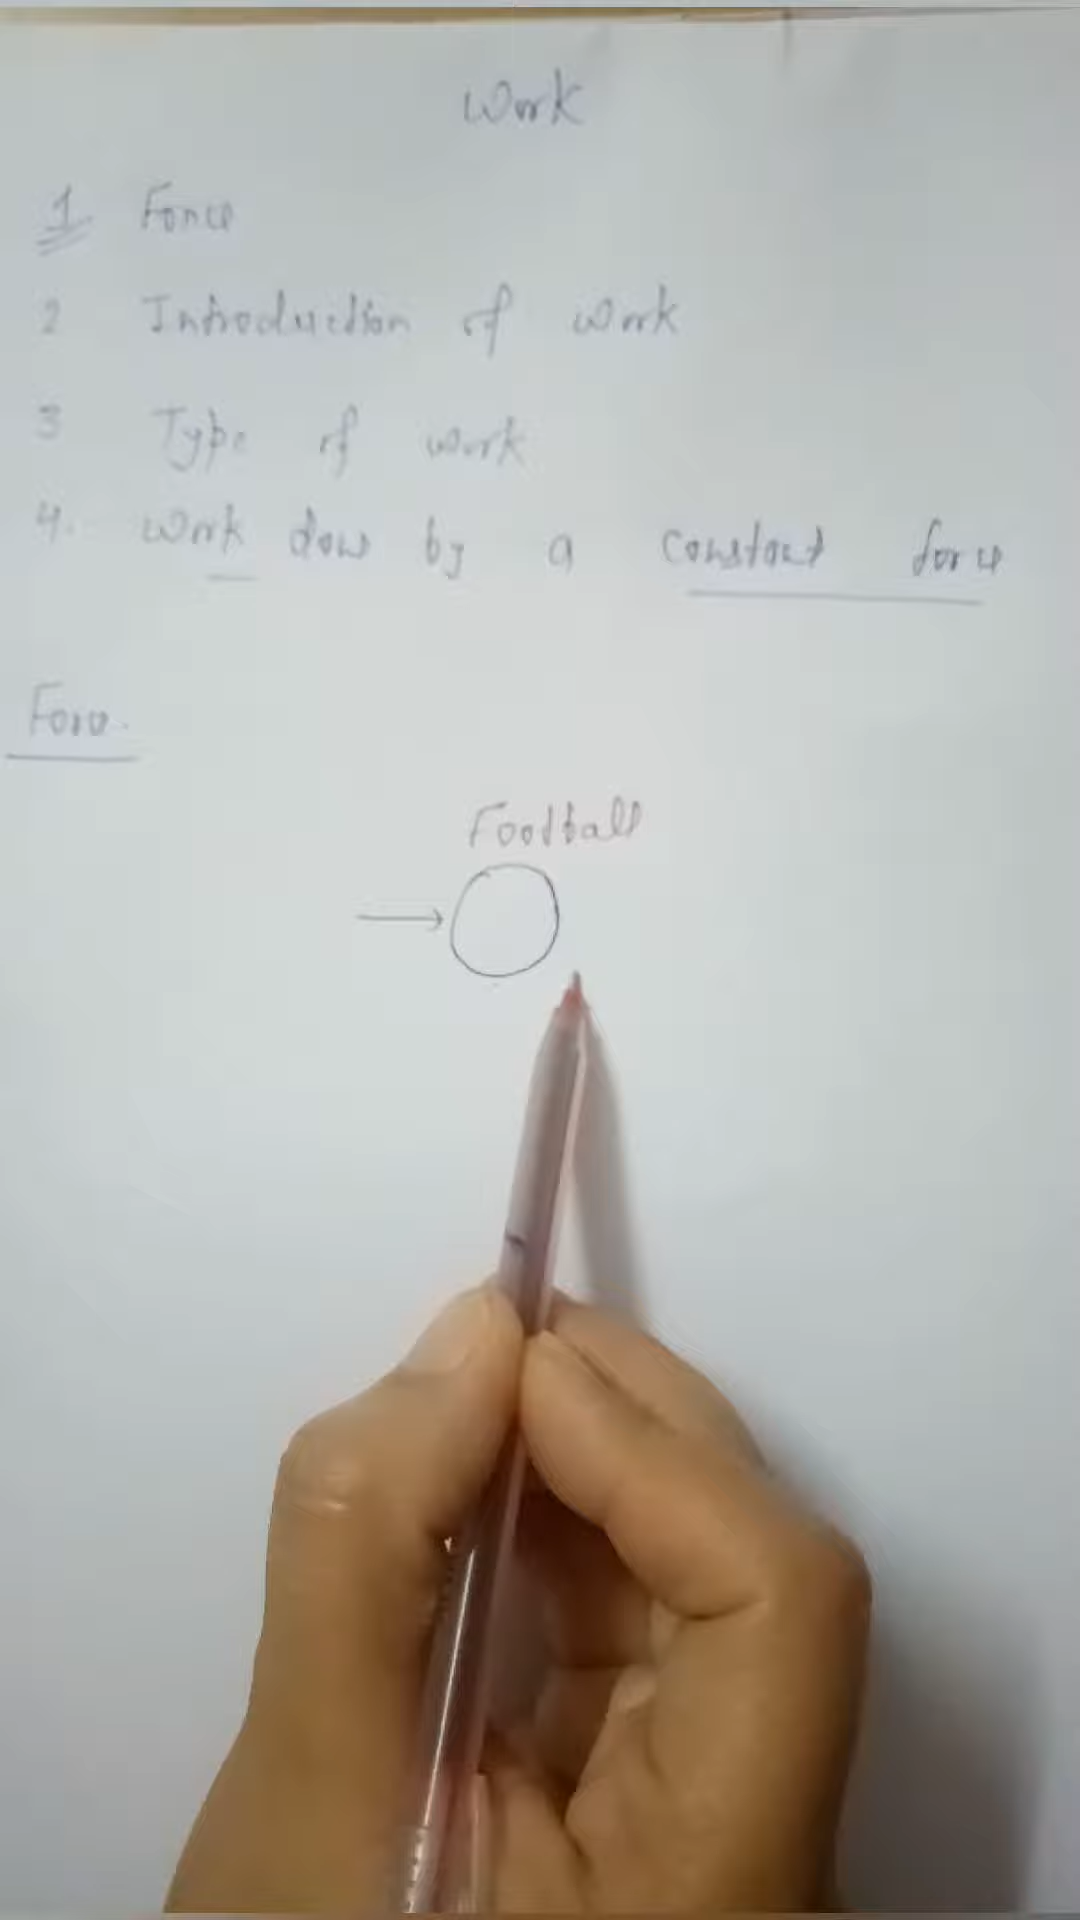 Work
1 Force
2 Introduction of work
3 Type of work
4. Work done by a constant force
Force
Football